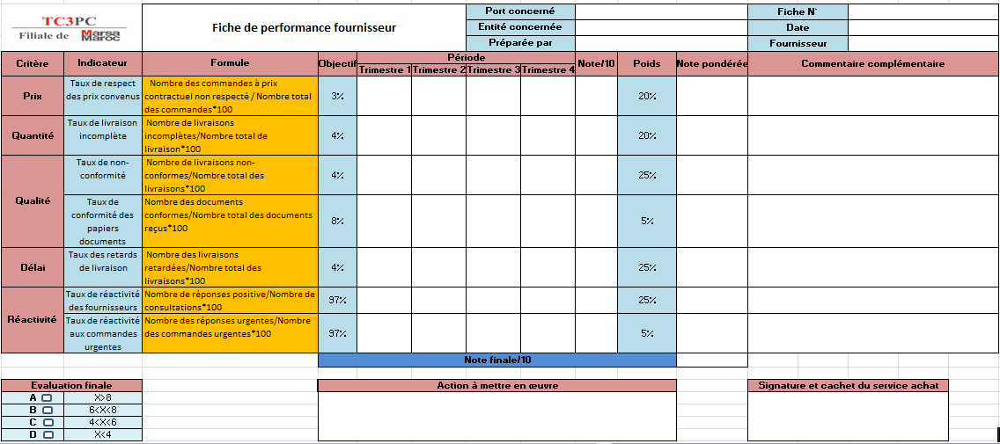 TC3PC
Filiale de Marsa Maroc
Fiche de performance fournisseur
Port concerné
Entité concernée
Préparée par
Fiche N°
Date
Fournisseur
Critère
Indicateur
Formule
Objectif
Période
Trimestre 1
Trimestre 2
Trimestre 3
Trimestre 4
Note/10
Poids
Note pondérée
Commentaire complémentaire
Prix
Taux de respect
des prix convenus
Nombre des commandes à prix
contractuel non respecté / Nombre total
des commandes*100
3%
20%
Quantité
Taux de livraison
incomplète
Nombre de livraisons
incomplètes/Nombre total de
livraison*100
4%
20%
Qualité
Taux de non-
conformité
Nombre de livraisons non-
conformes/Nombre total des
livraisons*100
4%
25%
Taux de
conformité des
papiers
documents
Nombre des documents
conformes/Nombre total des documents
reçus*100
8%
5%
Délai
Taux des retards
de livraison
Nombre des livraisons
retardées/Nombre total des
livraisons*100
4%
25%
Réactivité
Taux de réactivité
des fournisseurs
Nombre de réponses positive/Nombre de
consultations*100
97%
25%
Taux de réactivité
aux commandes
urgentes
Nombre des réponses urgentes/Nombre
des commandes urgentes*100
97%
5%
Note finale/10
Evaluation finale
A X>8
B 6<X<8
C 4<X<6
D X<4
Action à mettre en œuvre
Signature et cachet du service achat